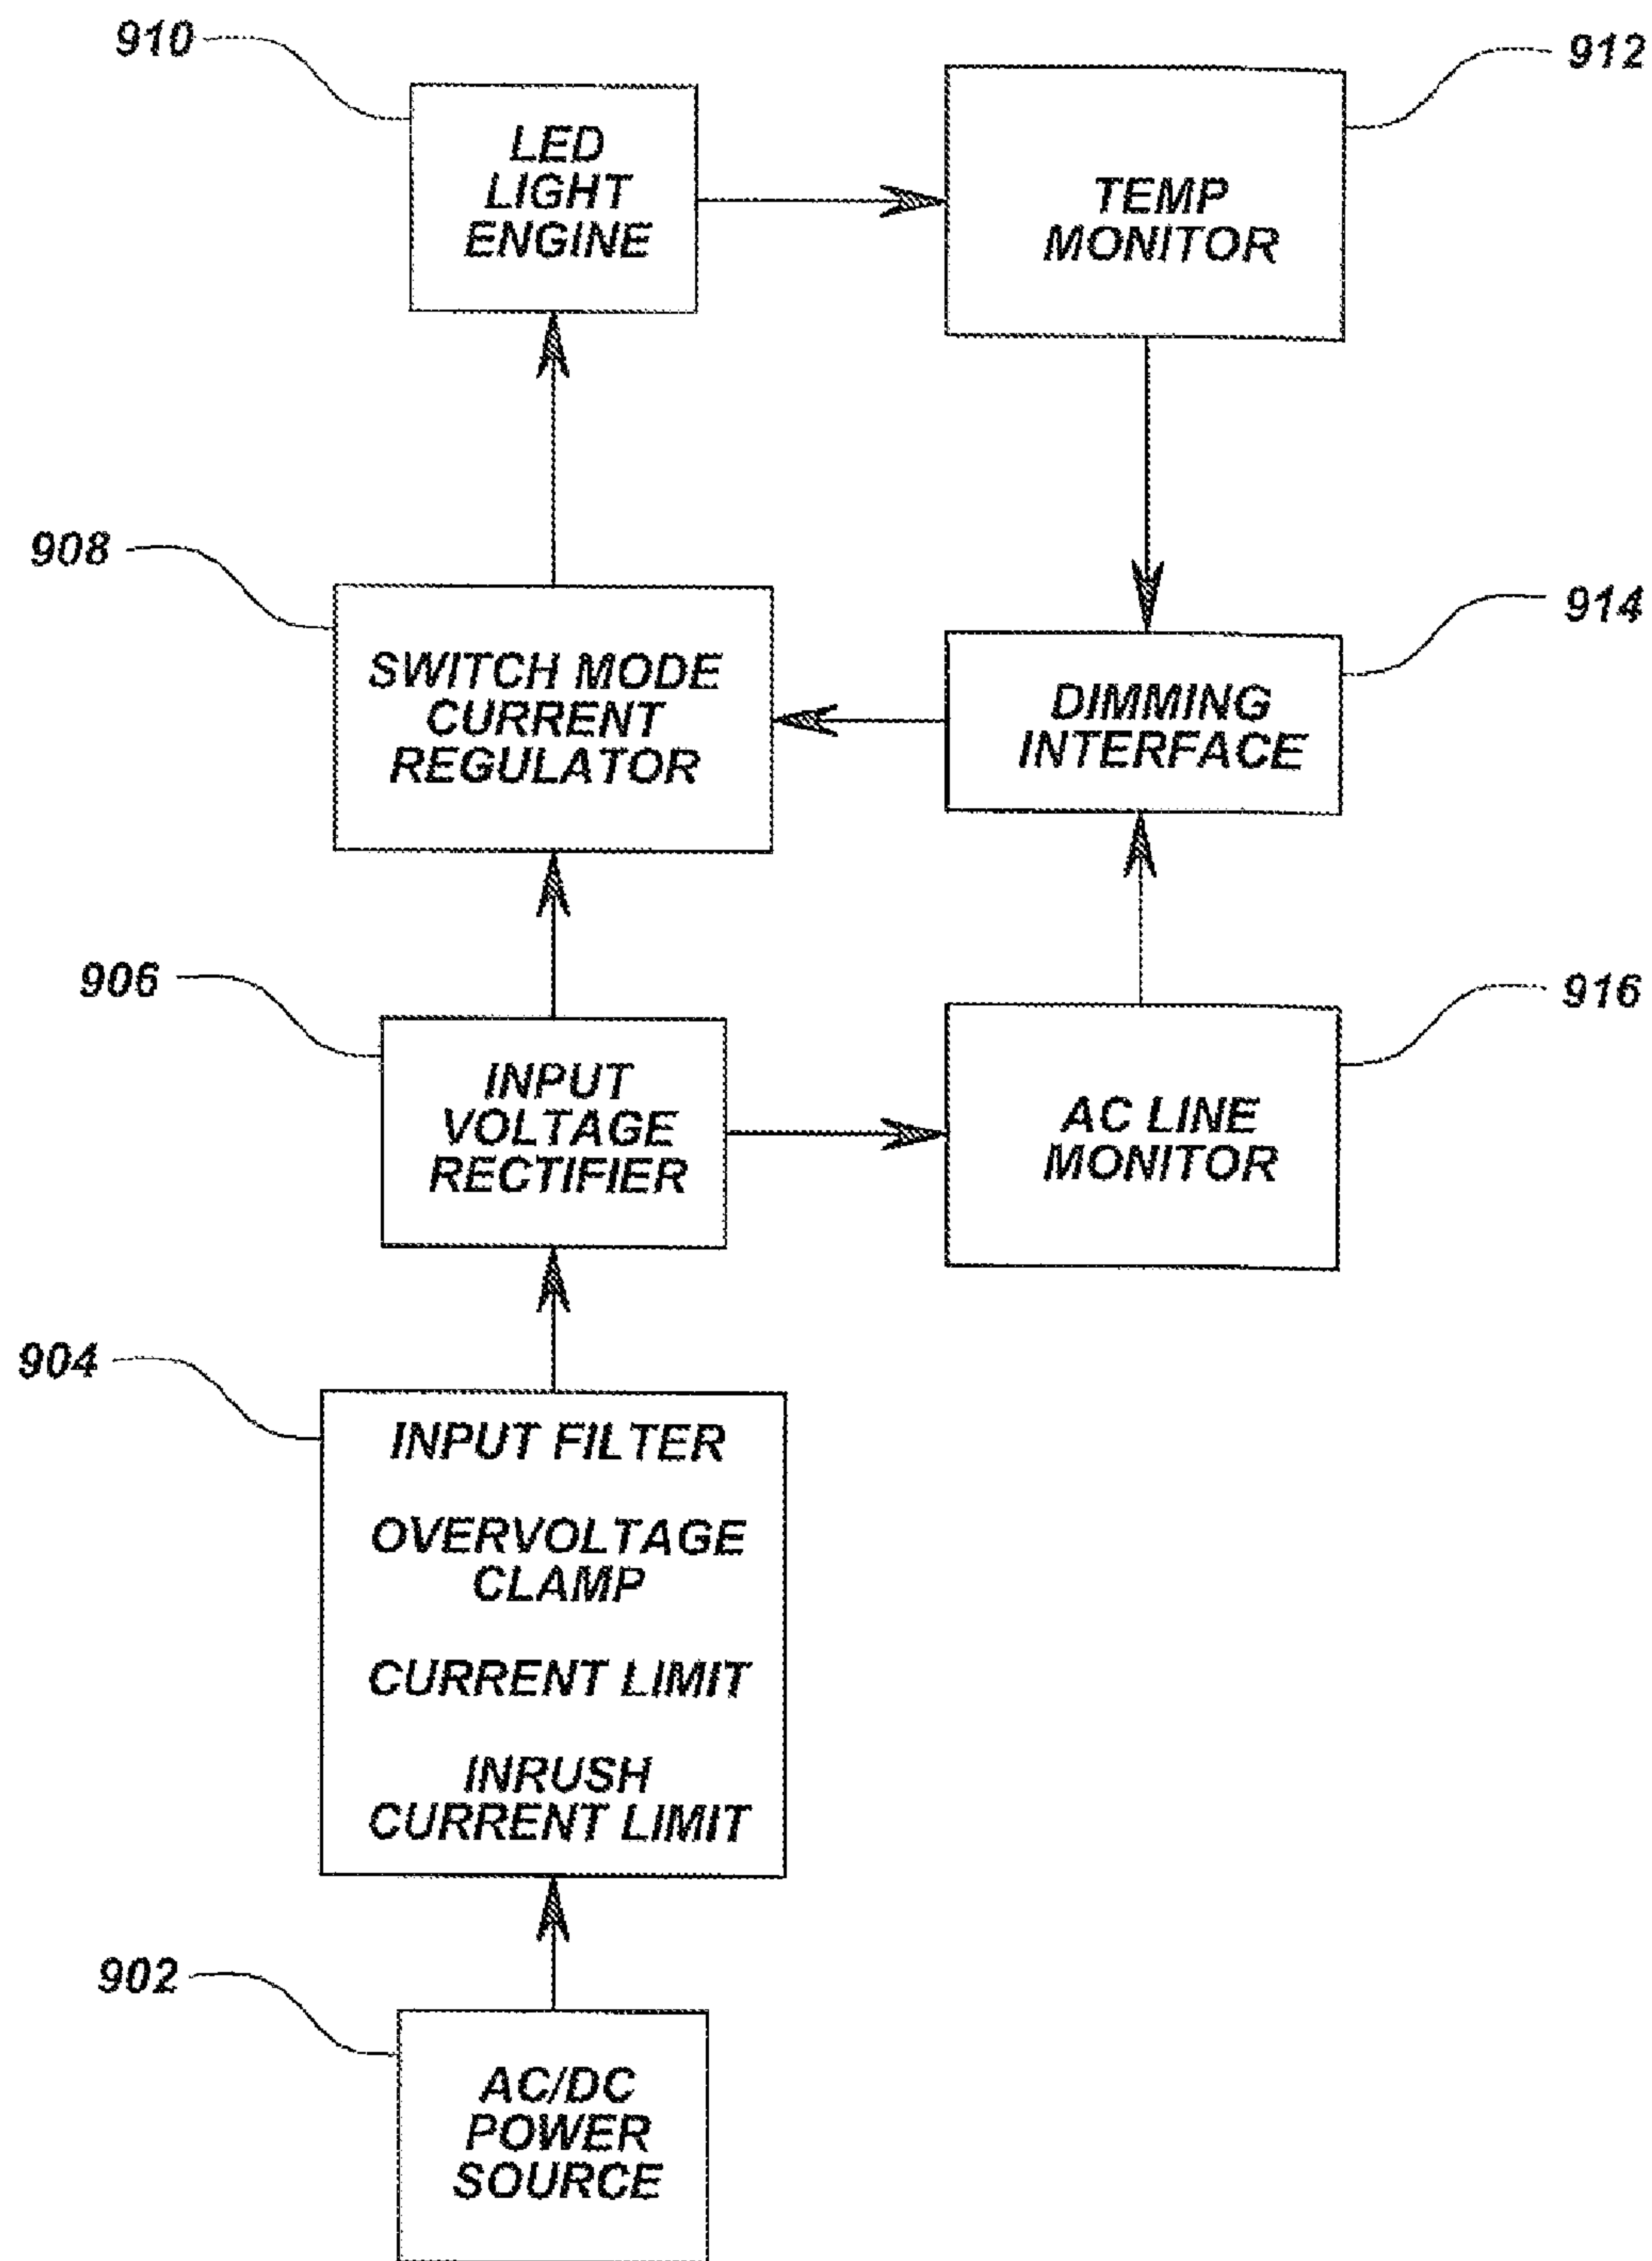 910
912
LED
LIGHT
ENGINE
TEMP
MONITOR
908
914
SWITCH MODE
CURRENT
REGULATOR
DIMMING
INTERFACE
906
916
INPUT
VOLTAGE
RECTIFIER
AC LINE
MONITOR
904
INPUT FILTER
OVERVOLTAGE
CLAMP
CURRENT LIMIT
INRUSH
CURRENT LIMIT
902
AC/DC
POWER
SOURCE